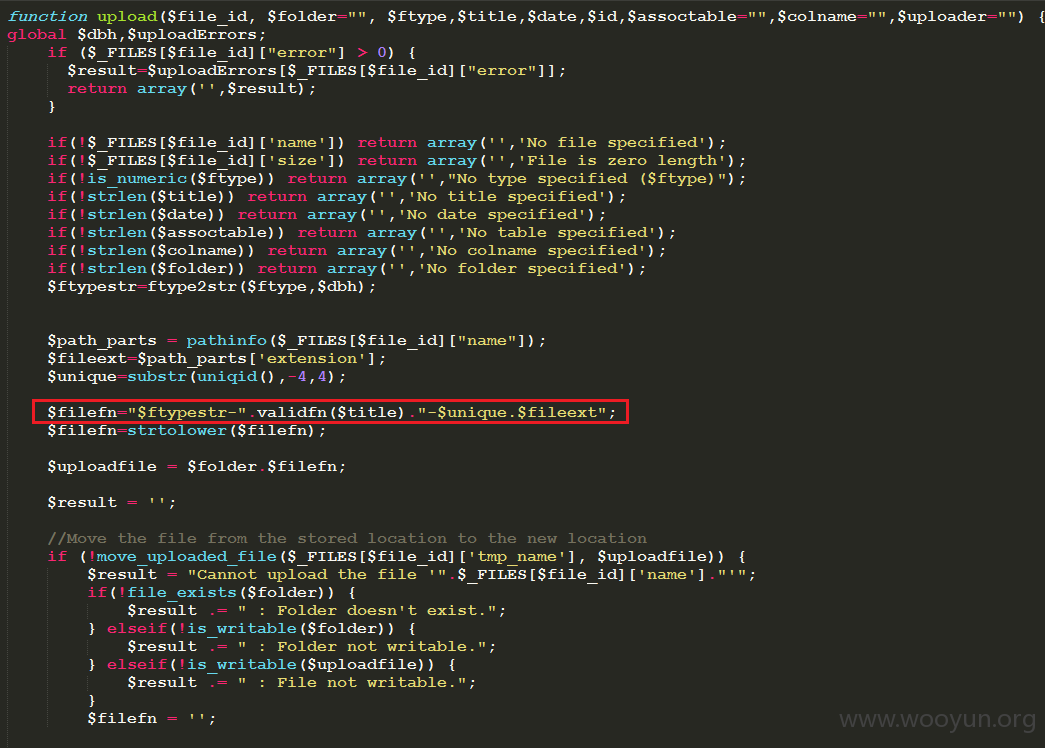 function upload($file_id, $folder="", $ftype,$title,$date,$id,$assoctable="",$colname="",$uploader="") {
global $dbh,$uploadErrors;
if ($_FILES[$file_id]["error"] > 0) {
$result=$uploadErrors[$_FILES[$file_id]["error"]];
return array('',$result);
}
if(!$_FILES[$file_id]['name']) return array('','No file specified');
if(!$_FILES[$file_id]['size']) return array('','File is zero length');
if(!is_numeric($ftype)) return array('',"No type specified ($ftype)");
if(!strlen($title)) return array('','No title specified');
if(!strlen($date)) return array('','No date specified');
if(!strlen($assoctable)) return array('','No table specified');
if(!strlen($colname)) return array('','No colname specified');
if(!strlen($folder)) return array('','No folder specified');
$ftypestr=ftype2str($ftype,$dbh);
$path_parts = pathinfo($_FILES[$file_id]["name"]);
$fileext=$path_parts['extension'];
$unique=substr(uniqid(),-4,4);
$filefn="$ftypestr-".validfn($title)."-$unique.$fileext";
$filefn=strtolower($filefn);
$uploadfile = $folder.$filefn;
$result = '';
//Move the file from the stored location to the new location
if (!move_uploaded_file($_FILES[$file_id]['tmp_name'], $uploadfile)) {
$result = "Cannot upload the file '".$_FILES[$file_id]['name']."'";
if(!file_exists($folder)) {
$result .= " : Folder doesn't exist.";
} elseif(!is_writable($folder)) {
$result .= " : Folder not writable.";
} elseif(!is_writable($uploadfile)) {
$result .= " : File not writable.";
}
$filefn = '';
www.wooyun.org